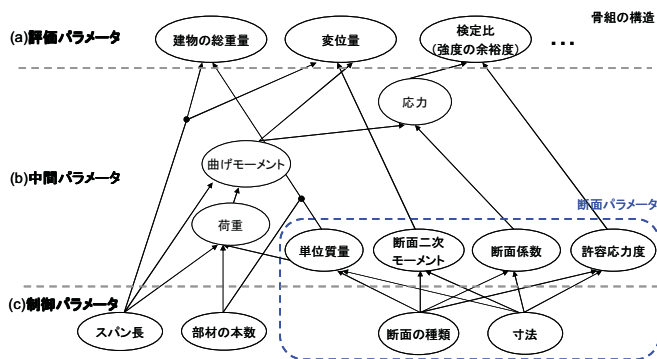 骨組の構造
(a)評価パラメータ
建物の総重量
変位量
検定比
(強度の余裕度)
...
応力
(b)中間パラメータ
曲げモーメント
荷重
断面パラメータ
単位質量
断面二次
モーメント
断面係数
許容応力度
(c)制御パラメータ
スパン長
部材の本数
断面の種類
寸法